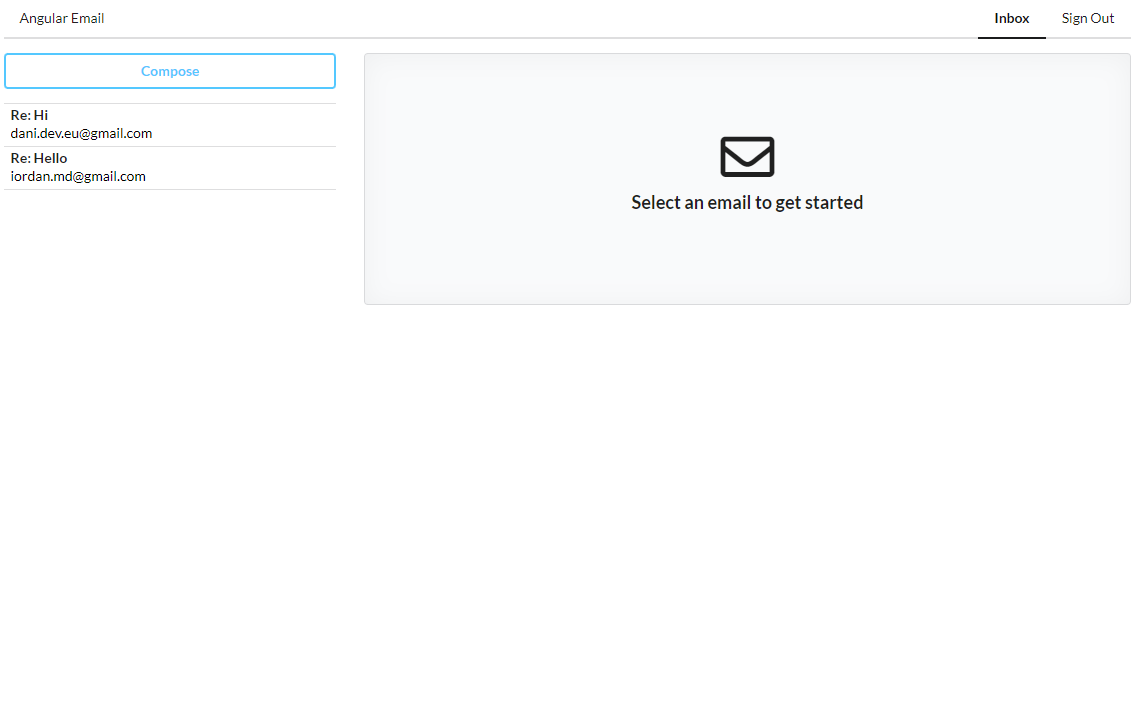 Angular Email
Inbox
Sign Out
Compose
Re: Hi
dani.dev.eu@gmail.com
Re: Hello
iordan.md@gmail.com
Select an email to get started